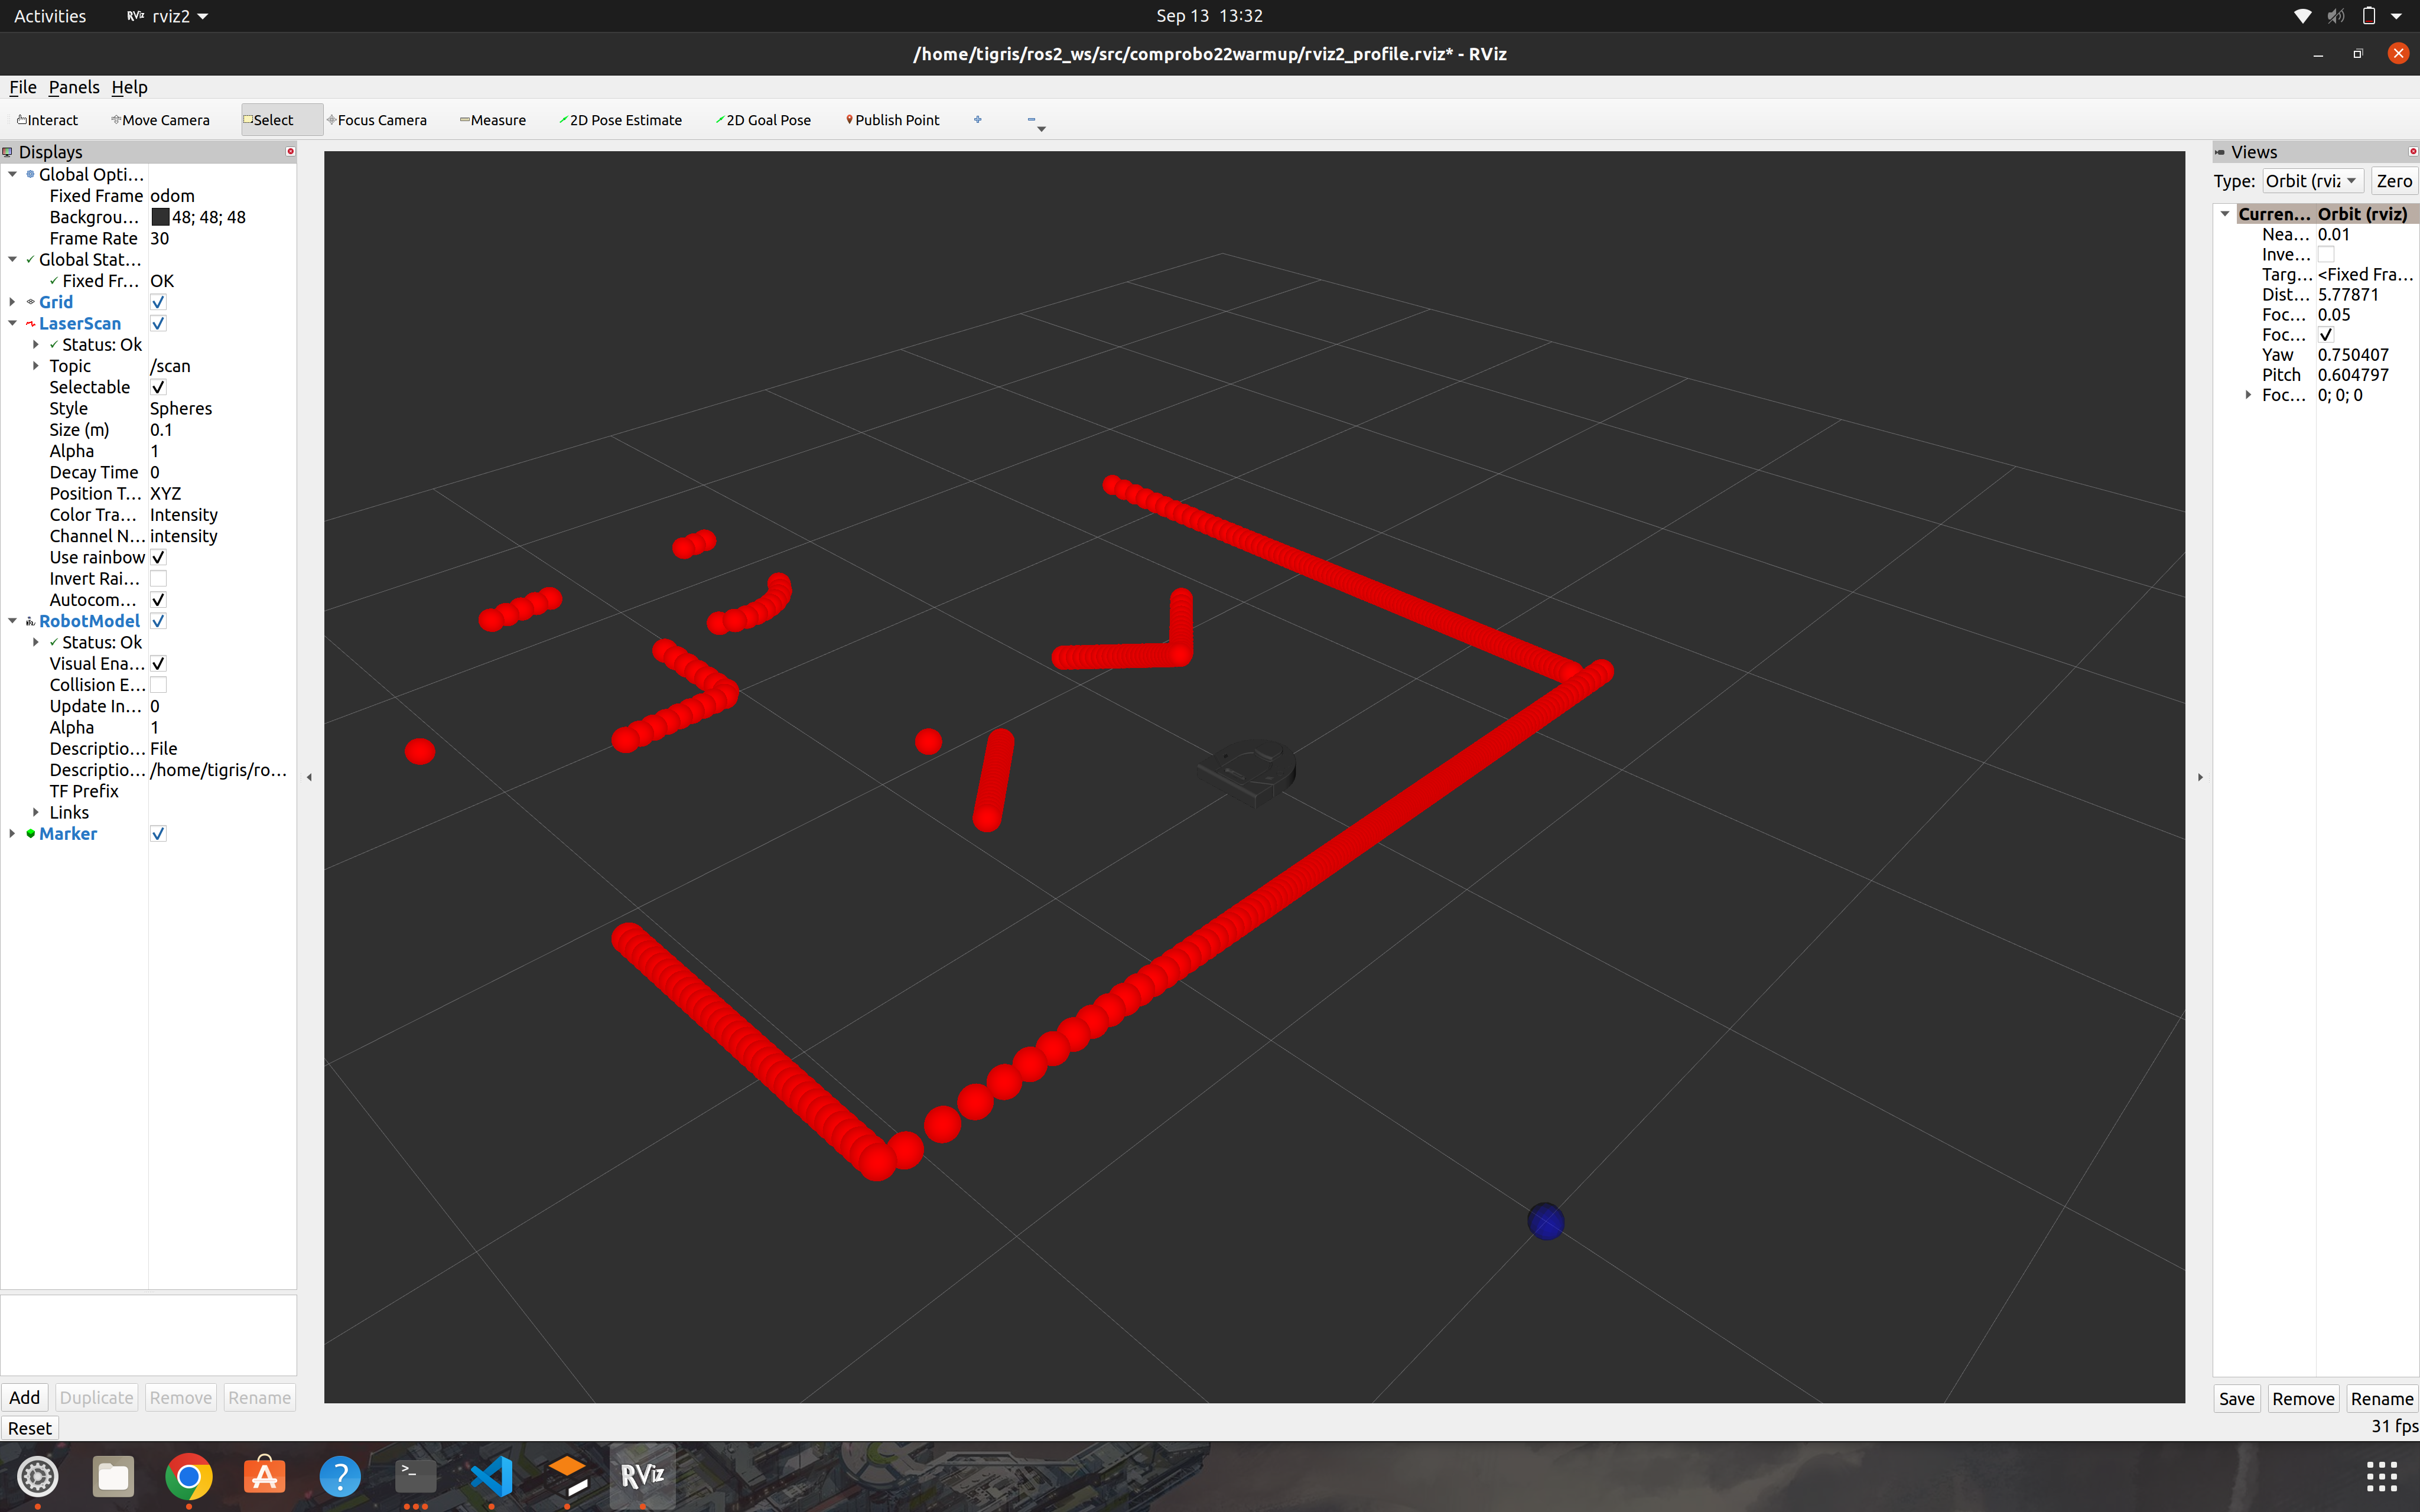 Activities RViz rviz2 Sep 13 13:32
/home/tigris/ros2_ws/src/comprobo22warmup/rviz2_profile.rviz* - RViz
File Panels Help
Interact Move Camera Select Focus Camera Measure 2D Pose Estimate 2D Goal Pose Publish Point
Displays
Global Opti...
Fixed Frame odom
Backgrou... 48; 48; 48
Frame Rate 30
Global Stat...
Fixed Fr... OK
Grid
LaserScan
Status: Ok
Topic /scan
Selectable
Style Spheres
Size (m) 0.1
Alpha 1
Decay Time 0
Position T... XYZ
Color Tra... Intensity
Channel N... intensity
Use rainbow
Invert Rai...
Autocom...
RobotModel
Status: Ok
Visual Ena...
Collision E...
Update In... 0
Alpha 1
Descriptio... File
Descriptio... /home/tigris/ro...
TF Prefix
Links
Marker
Add Duplicate Remove Rename
Reset
Views
Type: Orbit (rviz Zero
Curren... Orbit (rviz)
Nea... 0.01
Inve...
Targ... <Fixed Fra...
Dist... 5.77871
Foc... 0.05
Foc...
Yaw 0.750407
Pitch 0.604797
Foc... 0; 0; 0
Save Remove Rename
31 fps
RViz